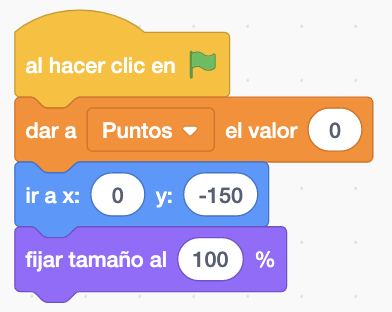 al hacer clic en
dar a Puntos el valor 0
ir a x: 0 y: -150
fijar tamaño al 100 %